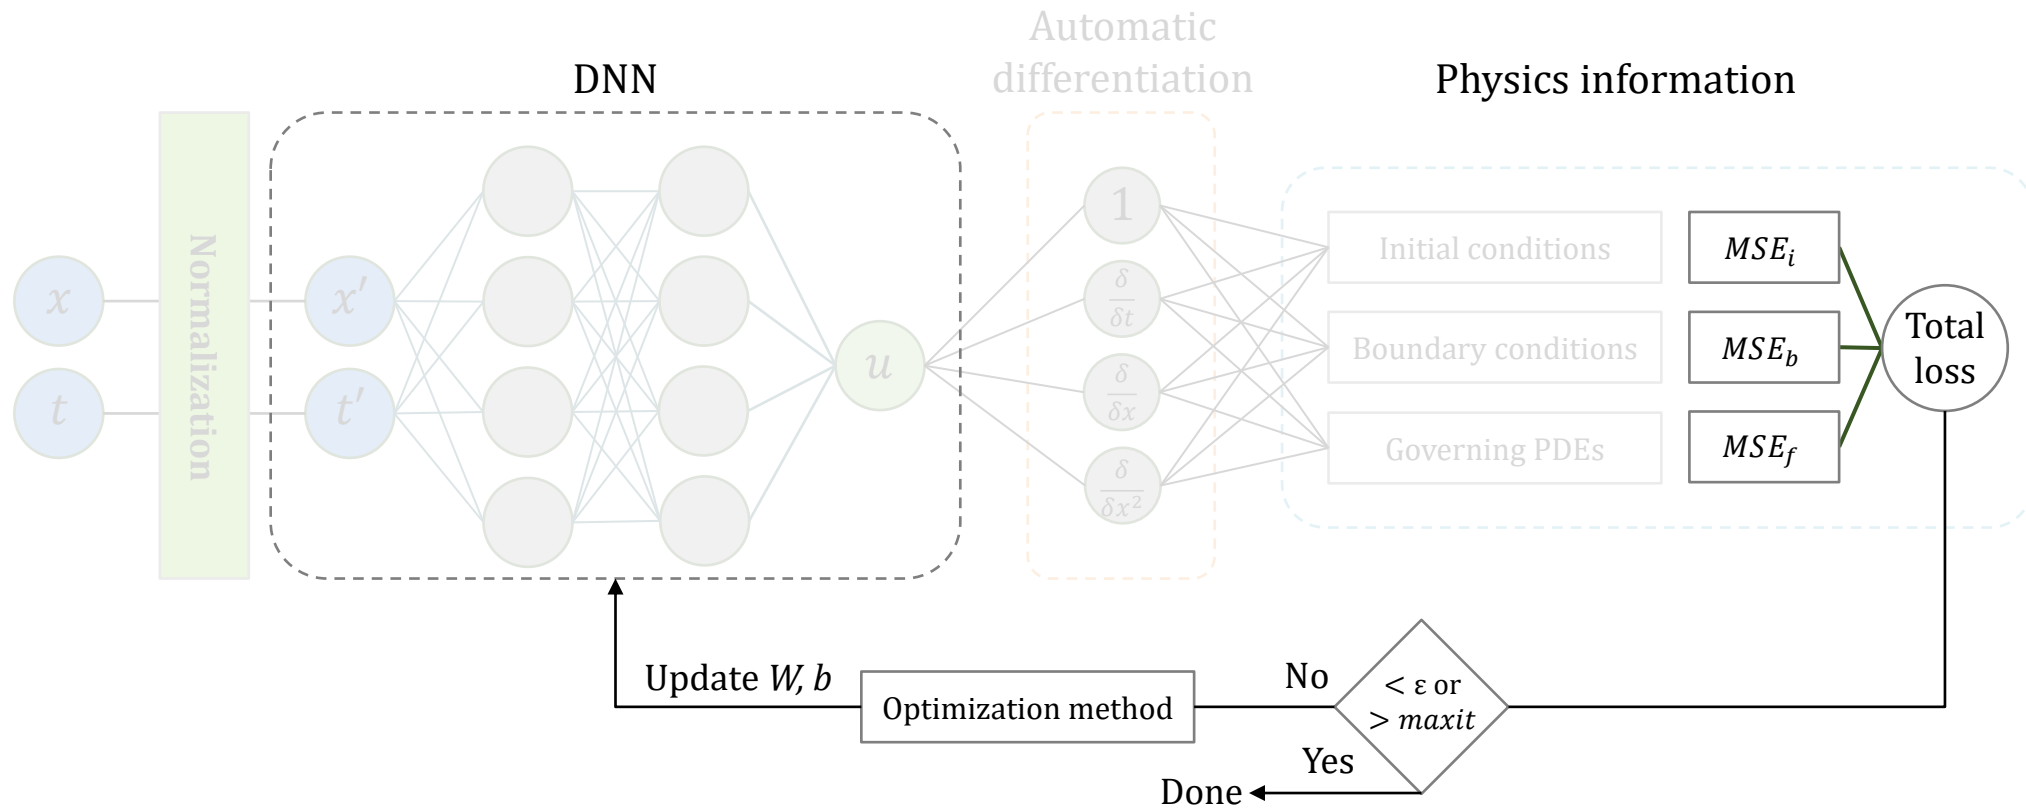 Automatic
differentiation
DNN
Physics information
Normalization
x
t
x′
t′
u
1
δ
δt
δ
δx
δ
δx²
Initial conditions
Boundary conditions
Governing PDEs
MSEᵢ
MSE_b
MSE_f
Total
loss
Update W, b
Optimization method
No
< ε or
> maxit
Yes
Done